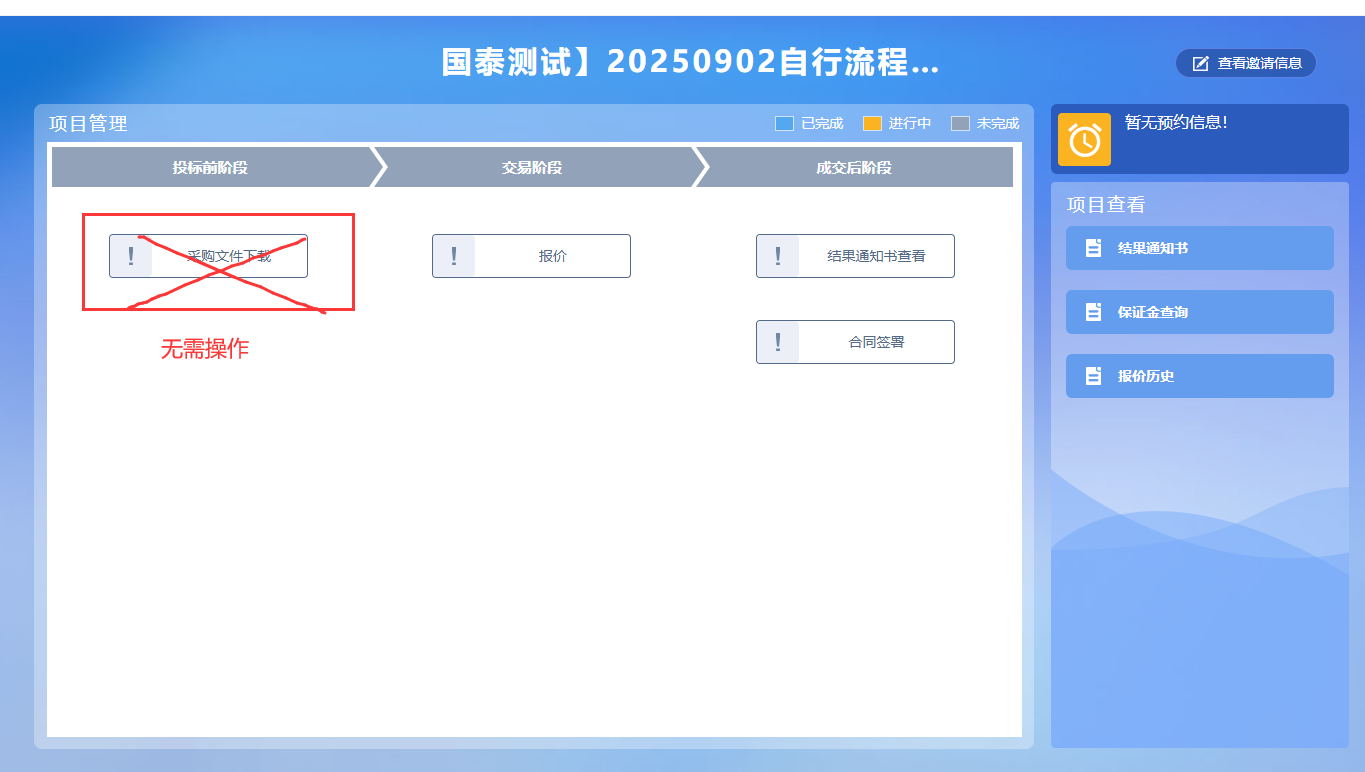 国泰测试】20250902自行流程...
查看邀请信息
项目管理
已完成
进行中
未完成
暂无预约信息!
投标前阶段
交易阶段
成交后阶段
项目查看
! 采购文件下载
! 报价
! 结果通知书查看
结果通知书
保证金查询
! 合同签署
无需操作
报价历史